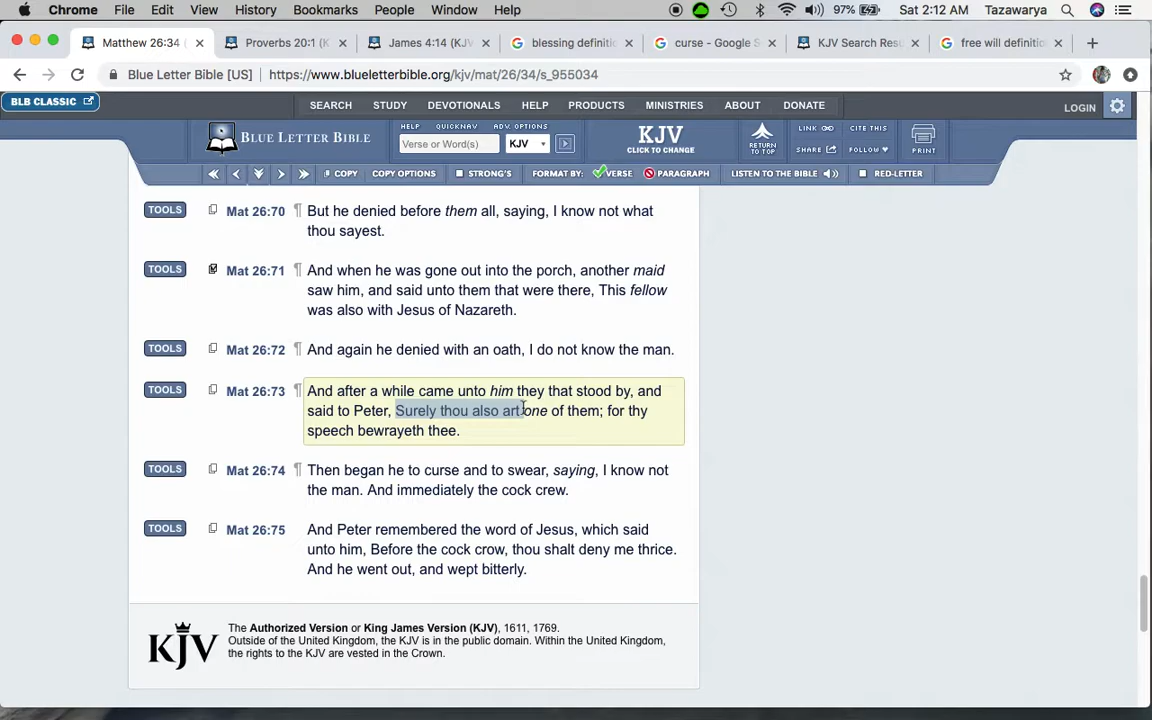 Chrome File Edit View History Bookmarks People Window Help 97% Sat 2:12 AM Tazawarya
Matthew 26:34 ( Proverbs 20:1 (K James 4:14 (KJV blessing definitio curse - Google S KJV Search Resu free will definitio
Blue Letter Bible [US] https://www.blueletterbible.org/kjv/mat/26/34/s_955034
BLB CLASSIC SEARCH STUDY DEVOTIONALS HELP PRODUCTS MINISTRIES ABOUT DONATE LOGIN
HELP QUICKNAV ADV. OPTIONS LINK CITE THIS
BLUE LETTER BIBLE Verse or Word(s) KJV KJV
CLICK TO CHANGE RETURN TO TOP SHARE FOLLOW PRINT
COPY COPY OPTIONS STRONG'S FORMAT BY: VERSE PARAGRAPH LISTEN TO THE BIBLE RED-LETTER
TOOLS Mat 26:70 ¶ But he denied before them all, saying, I know not what
thou sayest.
TOOLS Mat 26:71 ¶ And when he was gone out into the porch, another maid
saw him, and said unto them that were there, This fellow
was also with Jesus of Nazareth.
TOOLS Mat 26:72 ¶ And again he denied with an oath, I do not know the man.
TOOLS Mat 26:73 ¶ And after a while came unto him they that stood by, and
said to Peter, Surely thou also art one of them; for thy
speech bewrayeth thee.
TOOLS Mat 26:74 ¶ Then began he to curse and to swear, saying, I know not
the man. And immediately the cock crew.
TOOLS Mat 26:75 And Peter remembered the word of Jesus, which said
unto him, Before the cock crow, thou shalt deny me thrice.
And he went out, and wept bitterly.
KJV
The Authorized Version or King James Version (KJV), 1611, 1769.
Outside of the United Kingdom, the KJV is in the public domain. Within the United Kingdom,
the rights to the KJV are vested in the Crown.